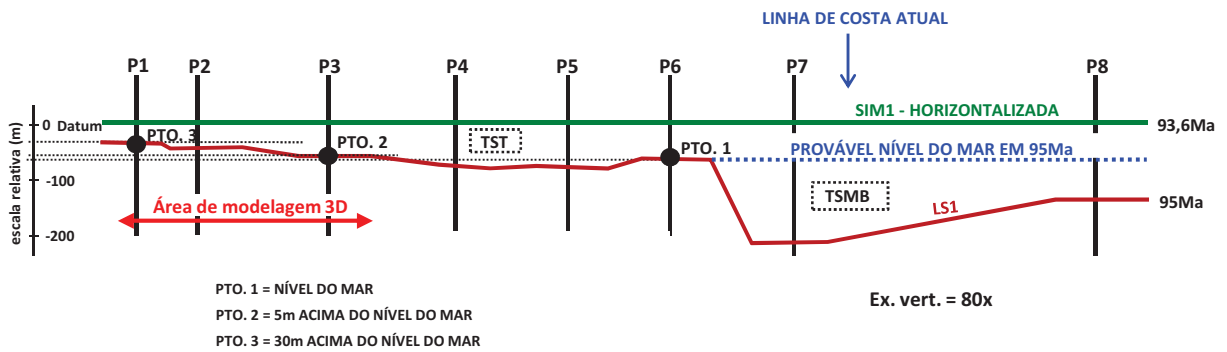 LINHA DE COSTA ATUAL
P1 P2 P3 P4 P5 P6 P7 P8
SIM1 - HORIZONTALIZADA
0 Datum
93,6Ma
PTO. 3
PTO. 2
TST
PTO. 1
PROVÁVEL NÍVEL DO MAR EM 95Ma
escala relativa (m)
-100
Área de modelagem 3D
TSMB
LS1
95Ma
-200
PTO. 1 = NÍVEL DO MAR
PTO. 2 = 5m ACIMA DO NÍVEL DO MAR
PTO. 3 = 30m ACIMA DO NÍVEL DO MAR
Ex. vert. = 80x